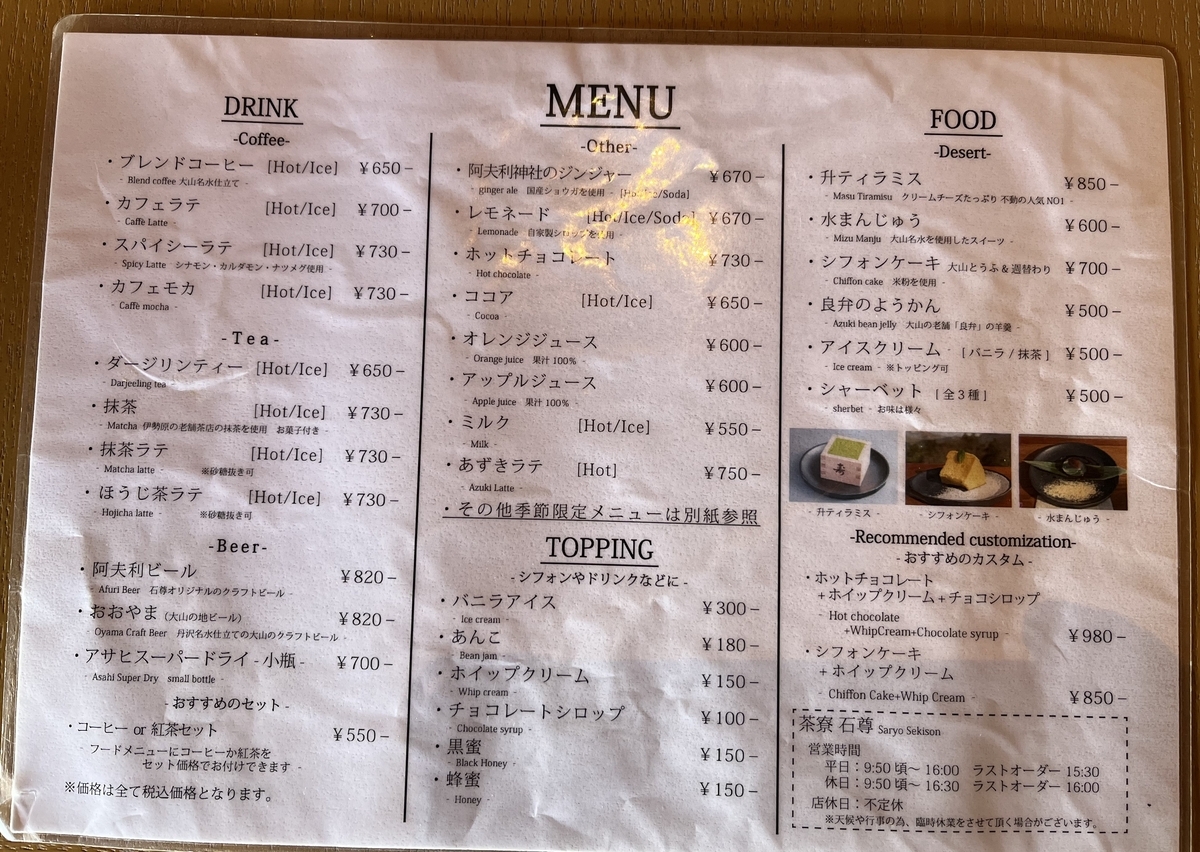 MENU
DRINK
-Coffee-
・ブレンドコーヒー [Hot/Ice] ¥650−
- Blend coffee 大山名水仕立て -
・カフェラテ [Hot/Ice] ¥700−
- Caffè Latte -
・スパイシーラテ [Hot/Ice] ¥730−
- Spicy Latte シナモン・カルダモン・ナツメグ使用 -
・カフェモカ [Hot/Ice] ¥730−
- Caffè mocha -
-Tea-
・ダージリンティー [Hot/Ice] ¥650−
- Darjeeling tea -
・抹茶 [Hot/Ice] ¥730−
- Matcha 伊勢原の老舗茶店の抹茶を使用 お菓子付き -
・抹茶ラテ [Hot/Ice] ¥730−
- Matcha latte - ※砂糖抜き可
・ほうじ茶ラテ [Hot/Ice] ¥730−
- Hojicha latte - ※砂糖抜き可
-Beer-
・阿夫利ビール ¥820−
- Afuri Beer 石尊オリジナルのクラフトビール -
・おおやま (大山の地ビール) ¥820−
- Oyama Craft Beer 丹沢名水仕立ての大山のクラフトビール -
・アサヒスーパードライ - 小瓶 - ¥700−
- Asahi Super Dry small bottle -
- おすすめのセット -
・コーヒー or 紅茶セット ¥550−
- フードメニューにコーヒーか紅茶を
セット価格でお付けできます -
※価格は全て税込価格となります。
-Other-
・阿夫利神社のジンジャー ¥670−
- ginger ale 国産ショウガを使用 - [Hot/Ice/Soda]
・レモネード [Hot/Ice/Soda] ¥670−
- Lemonade 自家製シロップを使用 -
・ホットチョコレート ¥730−
- Hot chocolate -
・ココア [Hot/Ice] ¥650−
- Cocoa -
・オレンジジュース ¥600−
- Orange juice 果汁 100% -
・アップルジュース ¥600−
- Apple juice 果汁 100% -
・ミルク [Hot/Ice] ¥550−
- Milk -
・あずきラテ [Hot] ¥750−
- Azuki Latte -
・その他季節限定メニューは別紙参照
TOPPING
- シフォンやドリンクなどに -
・バニラアイス ¥300−
- Ice cream -
・あんこ ¥180−
- Bean jam -
・ホイップクリーム ¥150−
- Whip cream -
・チョコレートシロップ ¥100−
- Chocolate syrup -
・黒蜜 ¥150−
- Black Honey -
・蜂蜜 ¥150−
- Honey -
FOOD
-Desert-
・升ティラミス ¥850−
- Masu Tiramisu クリームチーズたっぷり 不動の人気 NO1 -
・水まんじゅう ¥600−
- Mizu Manju 大山名水を使用したスイーツ -
・シフォンケーキ 大山とうふ & 週替わり ¥700−
- Chiffon cake 米粉を使用 -
・良弁のようかん ¥500−
- Azuki bean jelly 大山の老舗「良弁」の羊羹 -
・アイスクリーム - [ バニラ / 抹茶 ] ¥500−
- Ice cream - ※トッピング可
・シャーベット [ 全３種 ] ¥500−
- sherbet - お味は様々
- 升ティラミス - - シフォンケーキ - - 水まんじゅう -
-Recommended customization-
- おすすめのカスタム -
・ホットチョコレート
+ ホイップクリーム + チョコシロップ
- Hot chocolate
+WhipCream+Chocolate syrup - ¥980−
・シフォンケーキ
+ ホイップクリーム
- Chiffon Cake+Whip Cream - ¥850−
茶寮 石尊 Saryo Sekison
営業時間
平日：9:50 頃〜 16:00 ラストオーダー 15:30
休日：9:50 頃〜 16:30 ラストオーダー 16:00
店休日：不定休
※天候や行事の為、臨時休業をさせて頂く場合がございます。